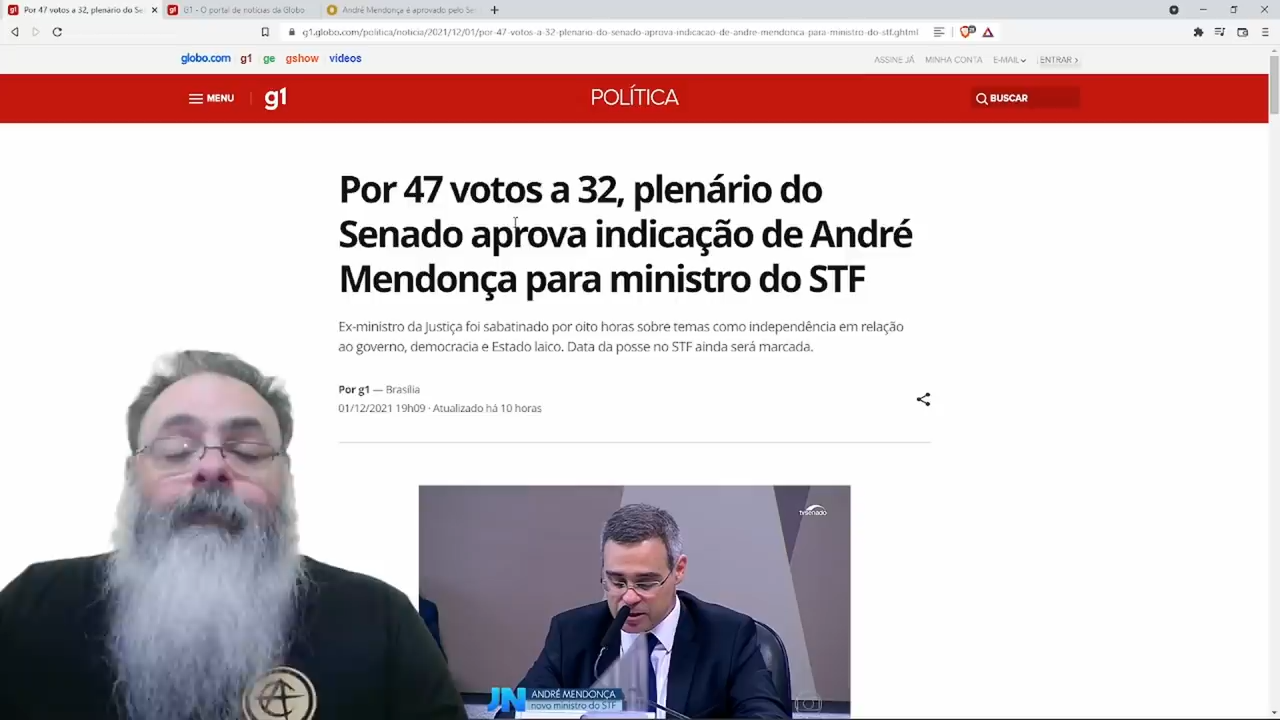 Por 47 votos a 32, plenário do Se
G1 - O portal de notícias da Globo
André Mendonça é aprovado pelo Se
g1.globo.com/politica/noticia/2021/12/01/por-47-votos-a-32-plenario-do-senado-aprova-indicacao-de-andre-mendonca-para-ministro-do-stf.ghtml
globo.com g1 ge gshow vídeos
ASSINE JÁ MINHA CONTA E-MAIL ENTRAR ›
MENU g1 POLÍTICA BUSCAR
Por 47 votos a 32, plenário do
Senado aprova indicação de André
Mendonça para ministro do STF
Ex-ministro da Justiça foi sabatinado por oito horas sobre temas como independência em relação
ao governo, democracia e Estado laico. Data da posse no STF ainda será marcada.
Por g1 — Brasília
01/12/2021 19h09 · Atualizado há 10 horas
tvsenado
JN ANDRÉ MENDONÇA
novo ministro do STF